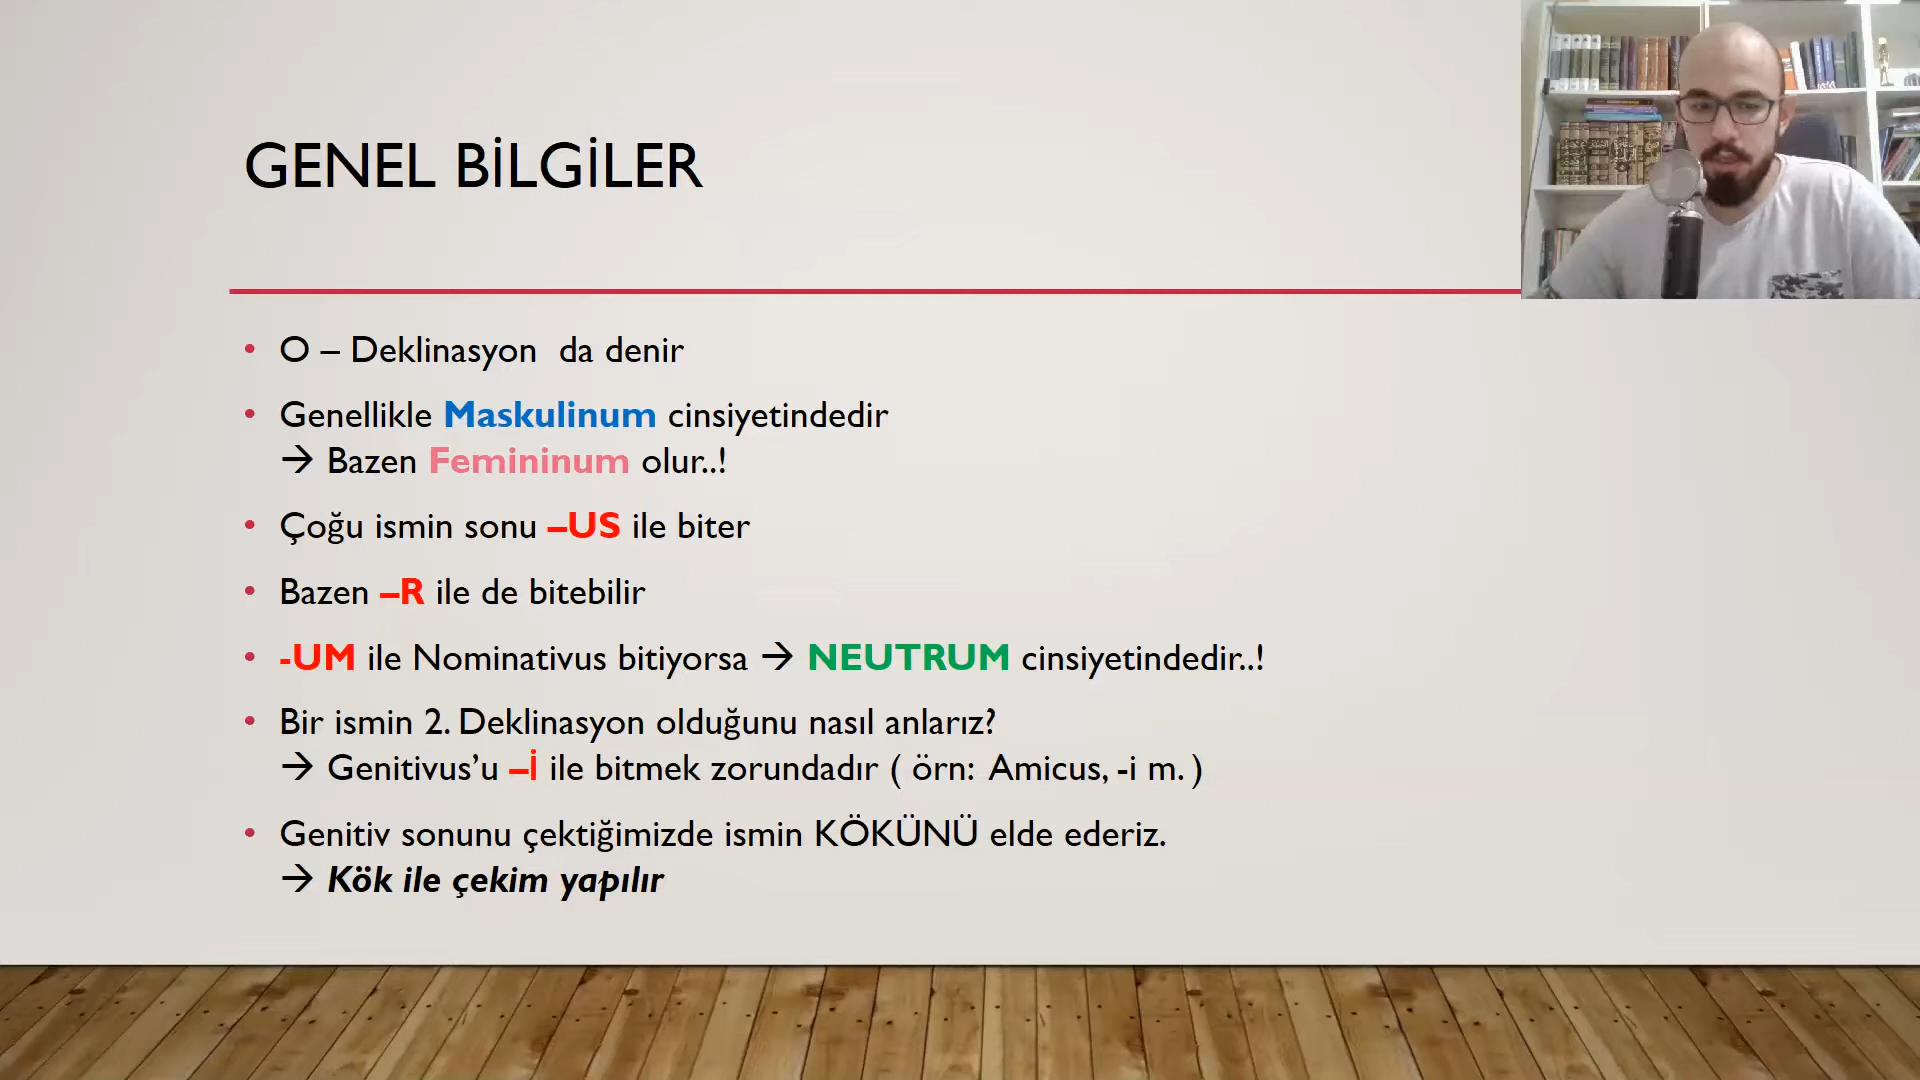 GENEL BİLGİLER
• O – Deklinasyon da denir
• Genellikle Maskulinum cinsiyetindedir
→ Bazen Femininum olur..!
• Çoğu ismin sonu –US ile biter
• Bazen –R ile de bitebilir
• -UM ile Nominativus bitiyorsa → NEUTRUM cinsiyetindedir..!
• Bir ismin 2. Deklinasyon olduğunu nasıl anlarız?
→ Genitivus’u –İ ile bitmek zorundadır ( örn: Amicus, -i m. )
• Genitiv sonunu çektiğimizde ismin KÖKÜNÜ elde ederiz.
→ Kök ile çekim yapılır